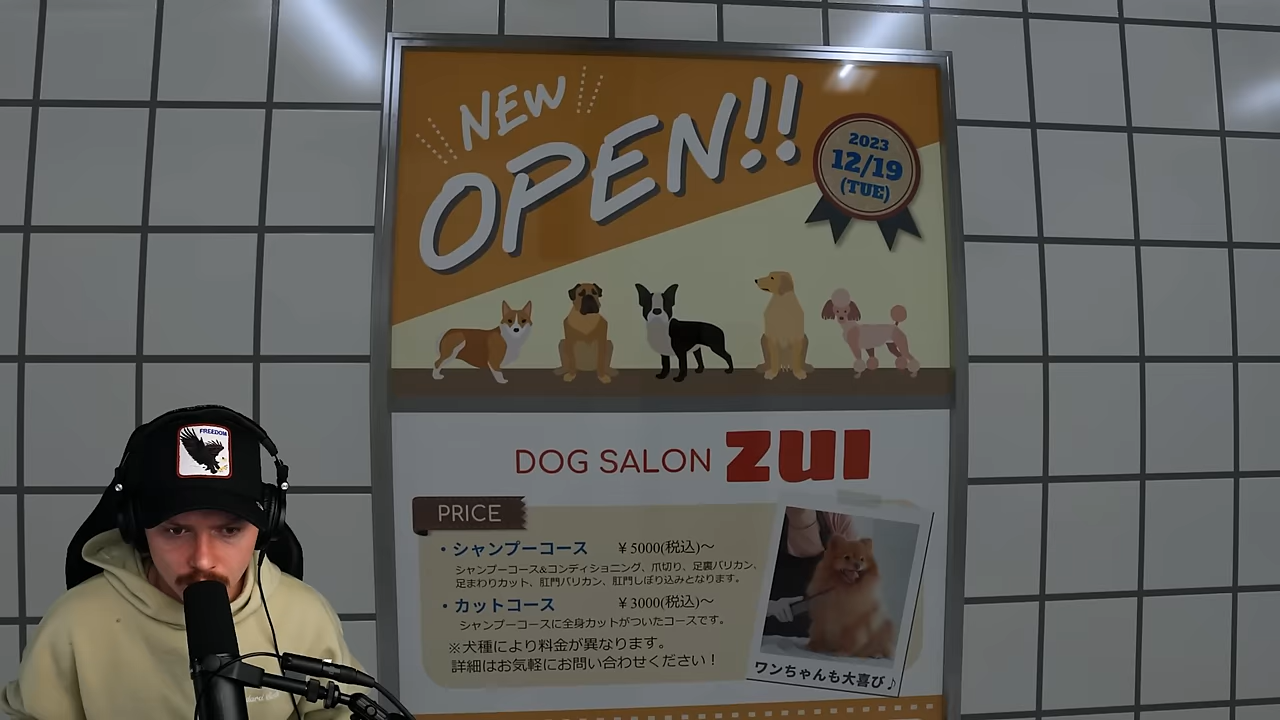 NEW
OPEN!!
2023
12/19
(TUE)
DOG SALON ZUI
PRICE
・シャンプーコース ￥5000(税込)〜
シャンプーコース&コンディショニング、爪切り、足裏バリカン、
足まわりカット、肛門バリカン、肛門しぼり込みとなります。
・カットコース ￥3000(税込)〜
シャンプーコースに全身カットがついたコースです。
※犬種により料金が異なります。
詳細はお気軽にお問い合わせください！
ワンちゃんも大喜び♪
FREEDOM